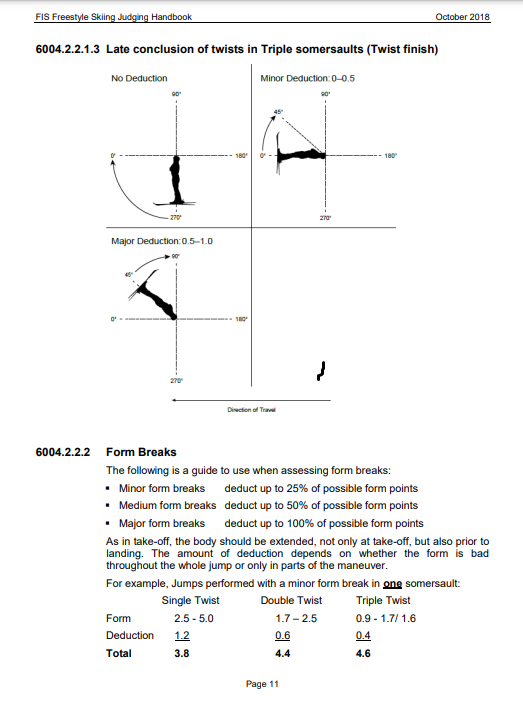 FIS Freestyle Skiing Judging Handbook October 2018
6004.2.2.1.3 Late conclusion of twists in Triple somersaults (Twist finish)
No Deduction Minor Deduction:0–0.5
90° 90°
45°
0° 180° 0° 180°
270° 270°
Major Deduction:0.5–1.0
90°
45°
0° 180°
270°
Direction of Travel
6004.2.2.2 Form Breaks
The following is a guide to use when assessing form breaks:
▪ Minor form breaks deduct up to 25% of possible form points
▪ Medium form breaks deduct up to 50% of possible form points
▪ Major form breaks deduct up to 100% of possible form points
As in take-off, the body should be extended, not only at take-off, but also prior to
landing. The amount of deduction depends on whether the form is bad
throughout the whole jump or only in parts of the maneuver.
For example, Jumps performed with a minor form break in one somersault:
Single Twist Double Twist Triple Twist
Form 2.5 - 5.0 1.7 – 2.5 0.9 - 1.7/ 1.6
Deduction 1.2 0.6 0.4
Total 3.8 4.4 4.6
Page 11